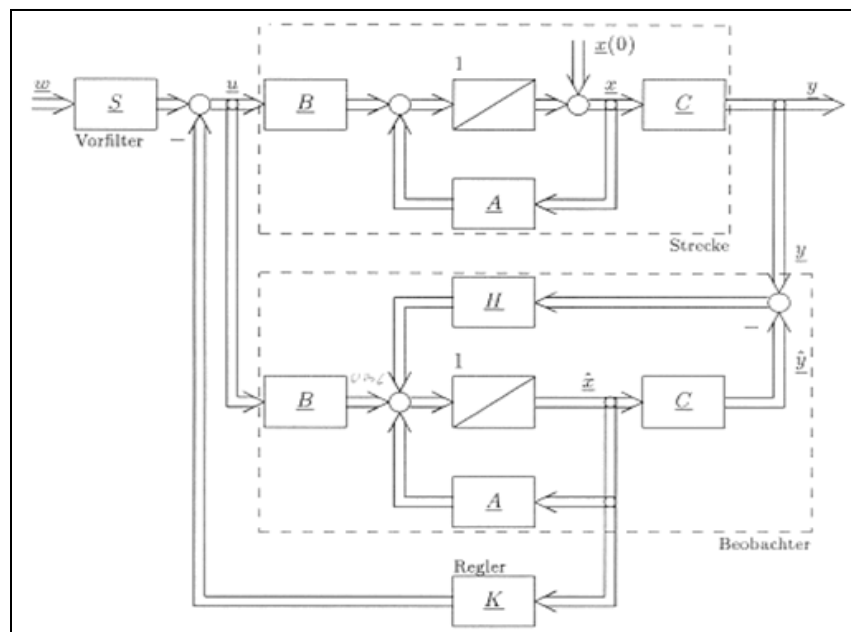 x(0)
w
S
u
B
1
x
C
y
Vorfilter
−
A
Strecke
y
H
−
1
x̂
ŷ
B
C
A
Beobachter
Regler
K